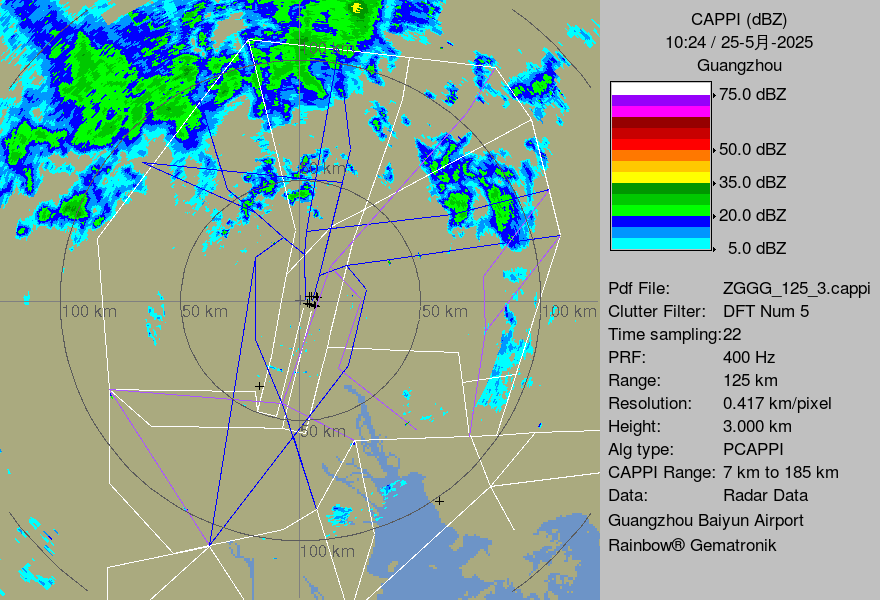 CAPPI (dBZ)
10:24 / 25-5月-2025
Guangzhou
75.0 dBZ
50.0 dBZ
35.0 dBZ
20.0 dBZ
5.0 dBZ
Pdf File: ZGGG_125_3.cappi
Clutter Filter: DFT Num 5
Time sampling:22
PRF: 400 Hz
Range: 125 km
Resolution: 0.417 km/pixel
Height: 3.000 km
Alg type: PCAPPI
CAPPI Range: 7 km to 185 km
Data: Radar Data
Guangzhou Baiyun Airport
Rainbow® Gematronik
100 km
50 km
100 km
50 km
50 km
100 km
50 km
100 km